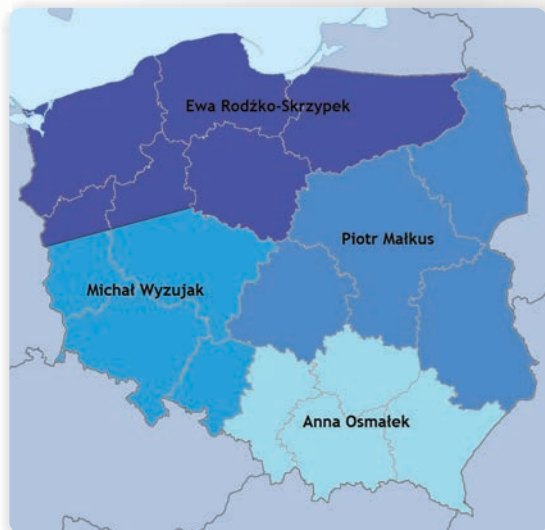 Ewa Rodźko-Skrzypek
Piotr Małkus
Michał Wyzujak
Anna Osmałek